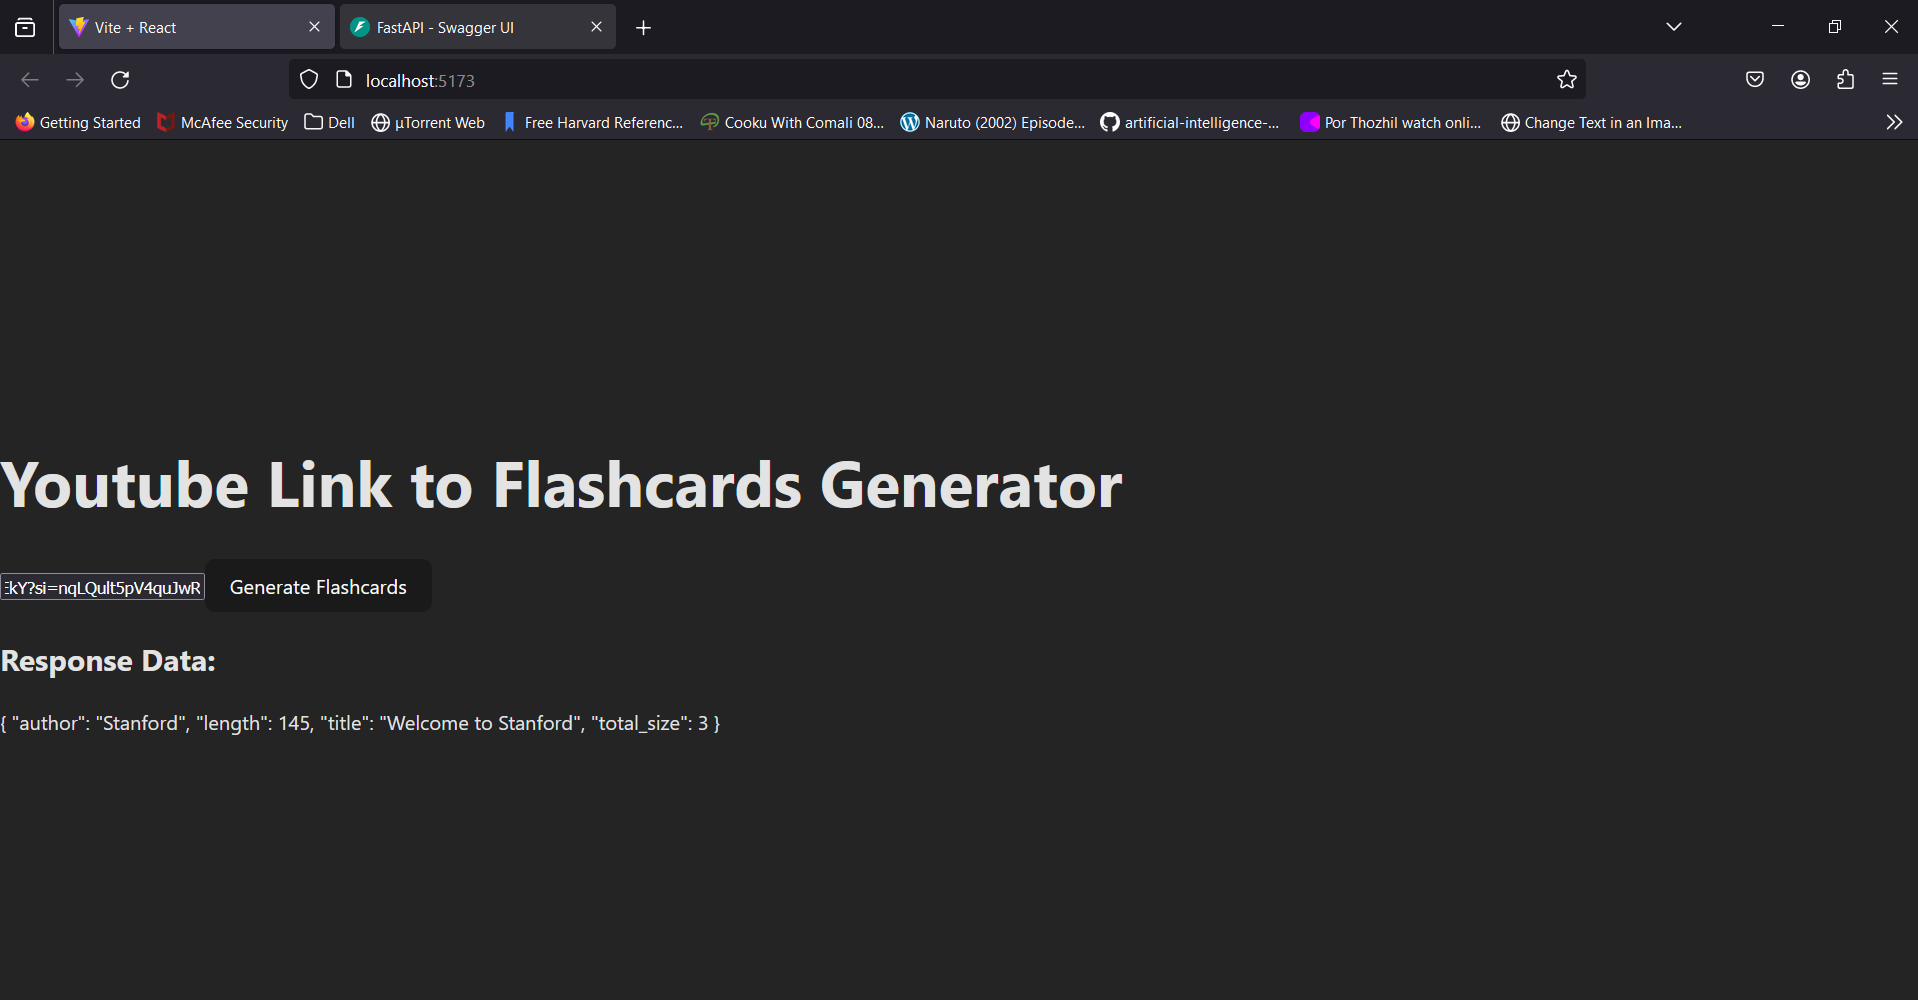 Vite + React
FastAPI - Swagger UI
localhost:5173
Getting Started McAfee Security Dell µTorrent Web Free Harvard Referenc... Cooku With Comali 08... Naruto (2002) Episode... artificial-intelligence-... Por Thozhil watch onli... Change Text in an Ima...
Youtube Link to Flashcards Generator
EkY?si=nqLQult5pV4quJwR Generate Flashcards
Response Data:
{ "author": "Stanford", "length": 145, "title": "Welcome to Stanford", "total_size": 3 }